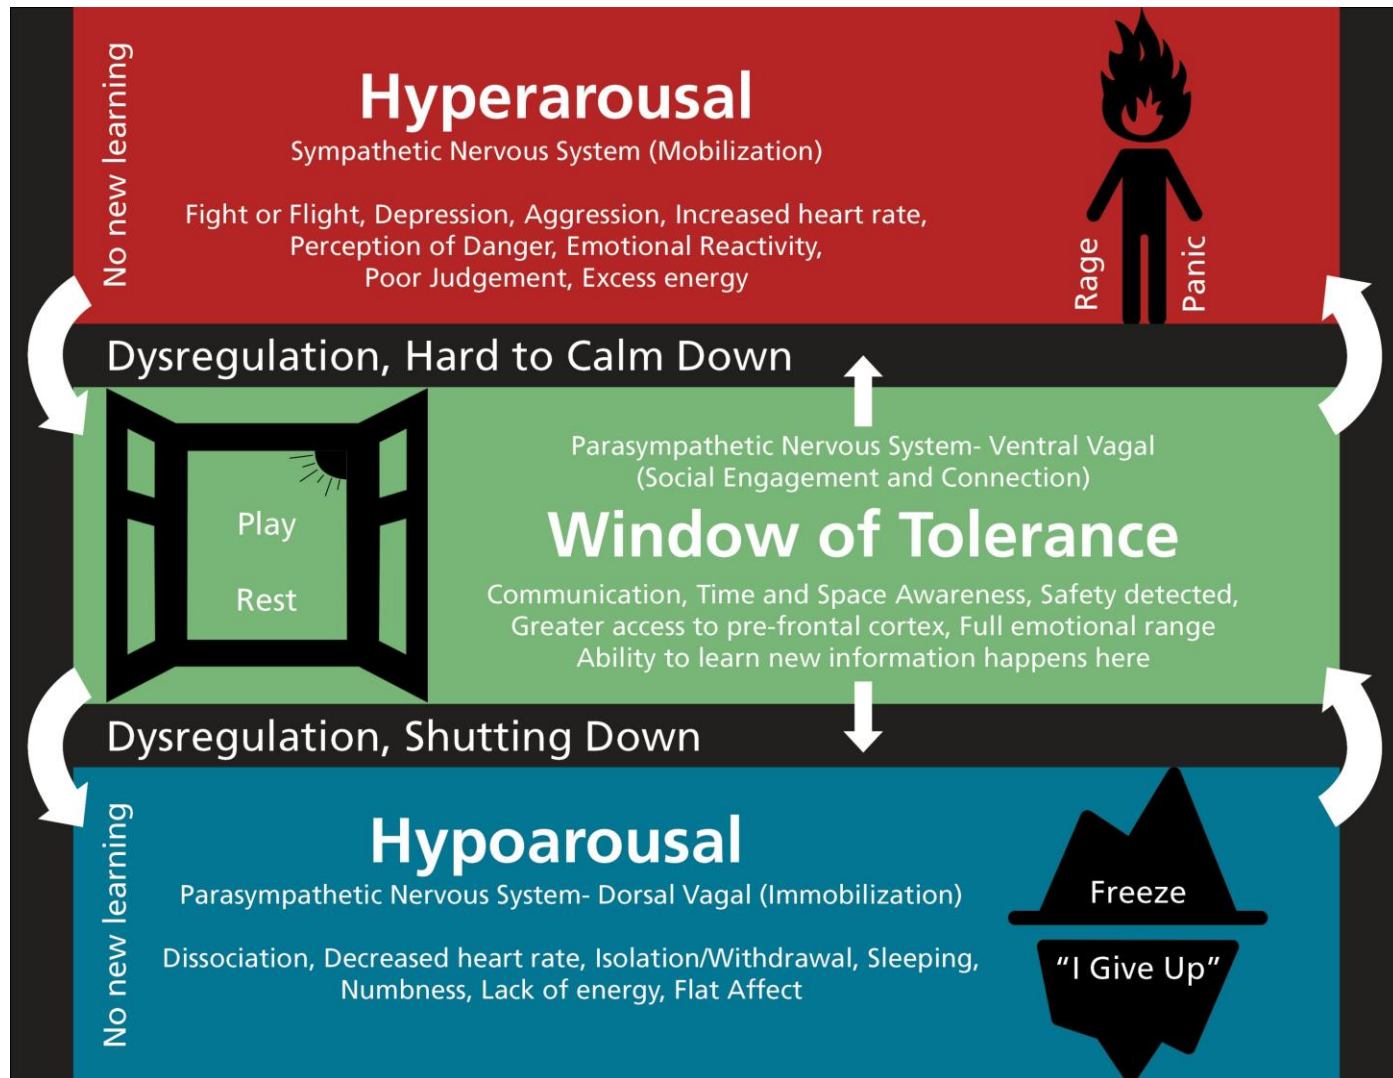 No new learning
Hyperarousal
Sympathetic Nervous System (Mobilization)
Fight or Flight, Depression, Aggression, Increased heart rate,
Perception of Danger, Emotional Reactivity,
Poor Judgement, Excess energy
Rage
Panic
Dysregulation, Hard to Calm Down
Play
Rest
Parasympathetic Nervous System- Ventral Vagal
(Social Engagement and Connection)
Window of Tolerance
Communication, Time and Space Awareness, Safety detected,
Greater access to pre-frontal cortex, Full emotional range
Ability to learn new information happens here
Dysregulation, Shutting Down
No new learning
Hypoarousal
Parasympathetic Nervous System- Dorsal Vagal (Immobilization)
Dissociation, Decreased heart rate, Isolation/Withdrawal, Sleeping,
Numbness, Lack of energy, Flat Affect
Freeze
“I Give Up”